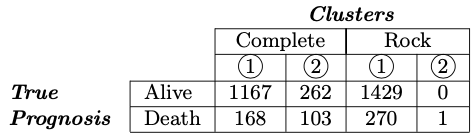 Clusters
Complete Rock
① ② ① ②
True Alive 1167 262 1429 0
Prognosis Death 168 103 270 1